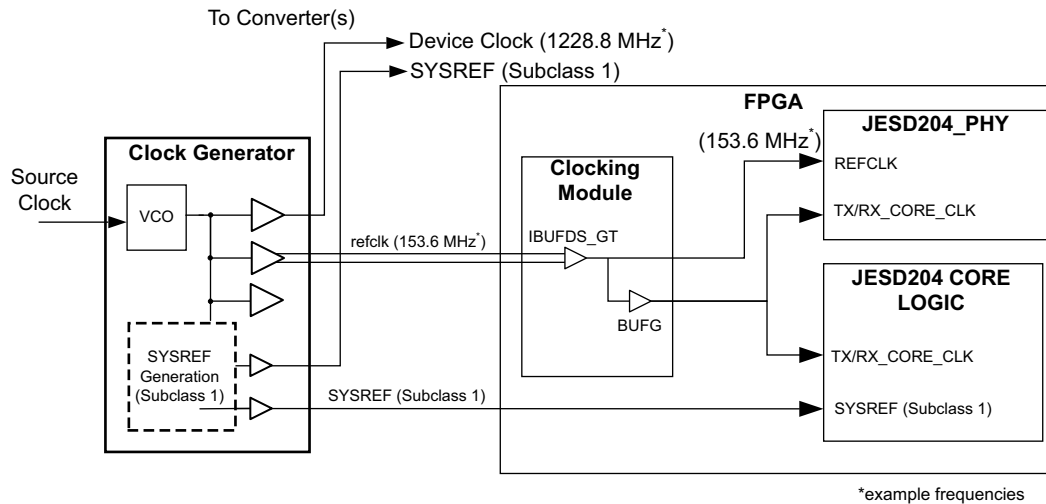 To Converter(s)
Device Clock (1228.8 MHz*)
SYSREF (Subclass 1)
FPGA
JESD204_PHY
(153.6 MHz*)
REFCLK
TX/RX_CORE_CLK
Clock Generator
Source
Clock
VCO
Clocking
Module
refclk (153.6 MHz*)
IBUFDS_GT
BUFG
JESD204 CORE
LOGIC
TX/RX_CORE_CLK
SYSREF
Generation
(Subclass 1)
SYSREF (Subclass 1)
SYSREF (Subclass 1)
*example frequencies